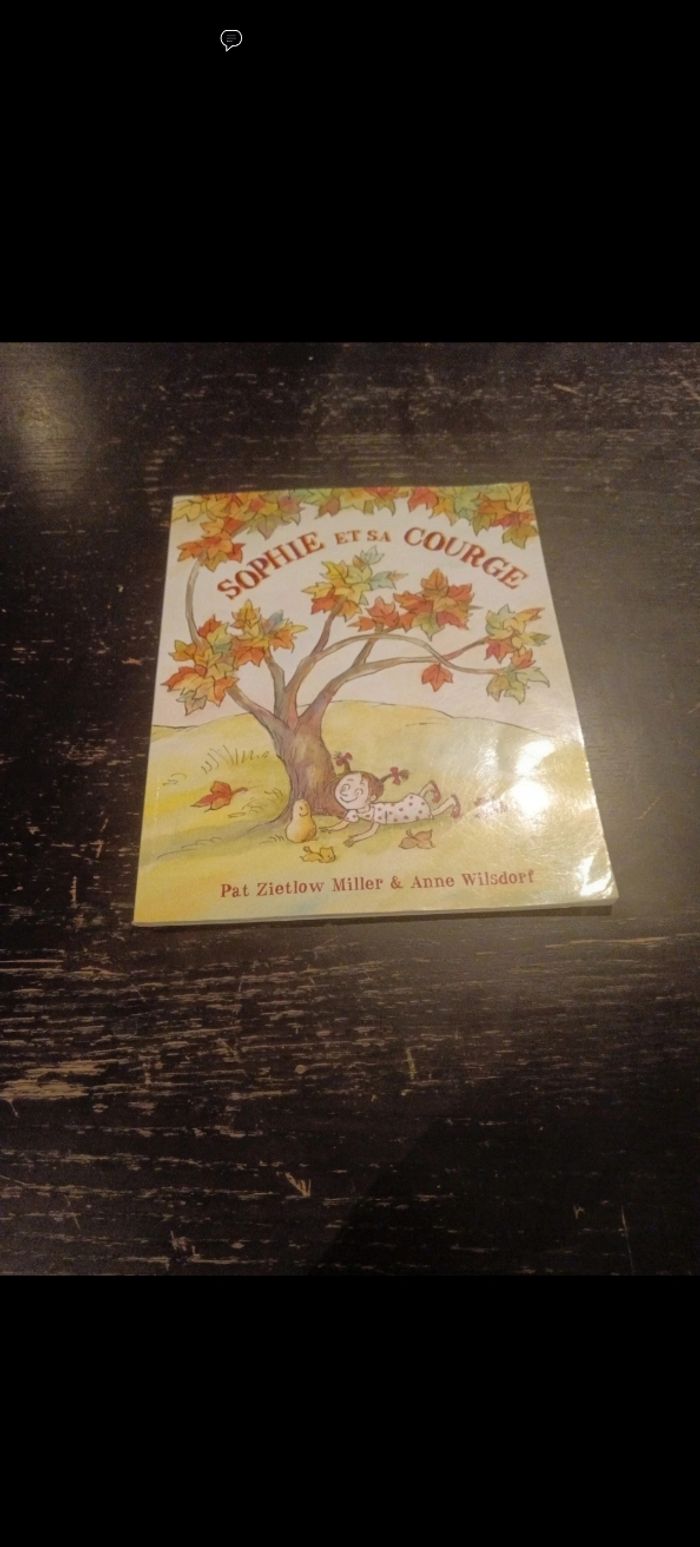 SOPHIE ET SA COURGE
Pat Zietlow Miller & Anne Wilsdorf